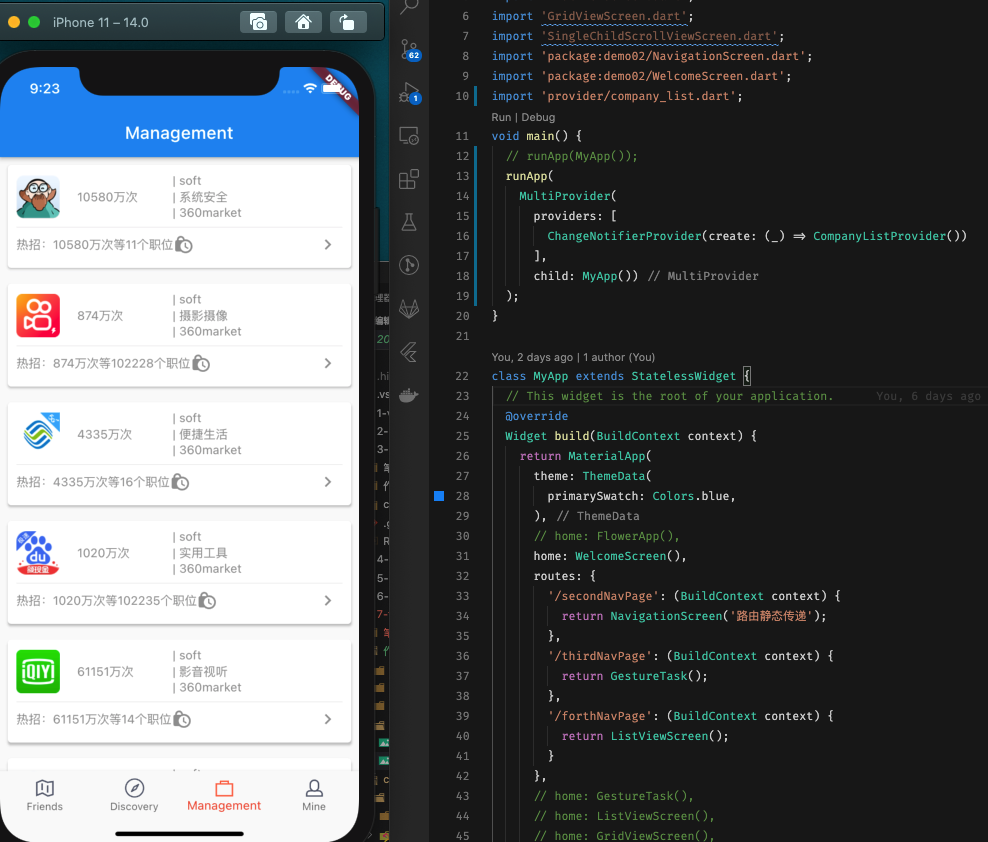 iPhone 11 – 14.0
9:23
DEBUG
Management
10580万次
| soft
| 系统安全
| 360market
热招：10580万次等11个职位
874万次
| soft
| 摄影摄像
| 360market
热招：874万次等102228个职位
4335万次
| soft
| 便捷生活
| 360market
热招：4335万次等16个职位
du
1020万次
| soft
| 实用工具
| 360market
热招：1020万次等102235个职位
QIYI
61151万次
| soft
| 影音视听
| 360market
热招：61151万次等14个职位
Friends
Discovery
Management
Mine
62
1
6 import 'GridViewScreen.dart';
7 import 'SingleChildScrollViewScreen.dart';
8 import 'package:demo02/NavigationScreen.dart';
9 import 'package:demo02/WelcomeScreen.dart';
10 import 'provider/company_list.dart';
Run | Debug
11 void main() {
12 // runApp(MyApp());
13 runApp(
14 MultiProvider(
15 providers: [
16 ChangeNotifierProvider(create: (_) => CompanyListProvider())
17 ],
18 child: MyApp()) // MultiProvider
19 );
20 }
21
You, 2 days ago | 1 author (You)
22 class MyApp extends StatelessWidget {
23 // This widget is the root of your application. You, 6 days ago
24 @override
25 Widget build(BuildContext context) {
26 return MaterialApp(
27 theme: ThemeData(
28 primarySwatch: Colors.blue,
29 ), // ThemeData
30 // home: FlowerApp(),
31 home: WelcomeScreen(),
32 routes: {
33 '/secondNavPage': (BuildContext context) {
34 return NavigationScreen('路由静态传递');
35 },
36 '/thirdNavPage': (BuildContext context) {
37 return GestureTask();
38 },
39 '/forthNavPage': (BuildContext context) {
40 return ListViewScreen();
41 }
42 },
43 // home: GestureTask(),
44 // home: ListViewScreen(),
45 // home: GridViewScreen(),